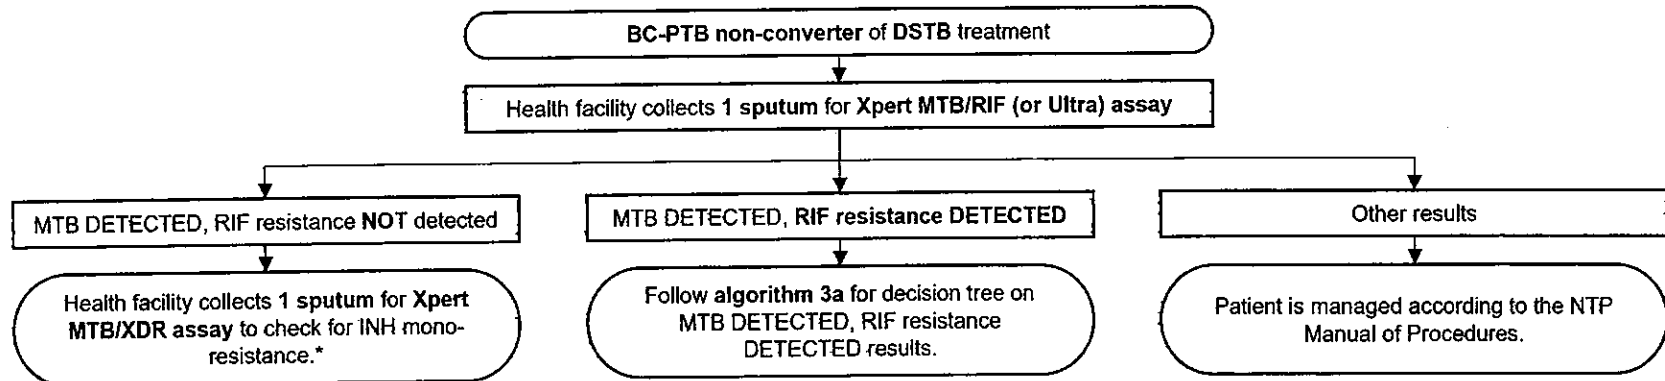 BC-PTB non-converter of DSTB treatment
Health facility collects 1 sputum for Xpert MTB/RIF (or Ultra) assay
MTB DETECTED, RIF resistance NOT detected
Health facility collects 1 sputum for Xpert
MTB/XDR assay to check for INH mono-
resistance.*
MTB DETECTED, RIF resistance DETECTED
Follow algorithm 3a for decision tree on
MTB DETECTED, RIF resistance
DETECTED results.
Other results
Patient is managed according to the NTP
Manual of Procedures.